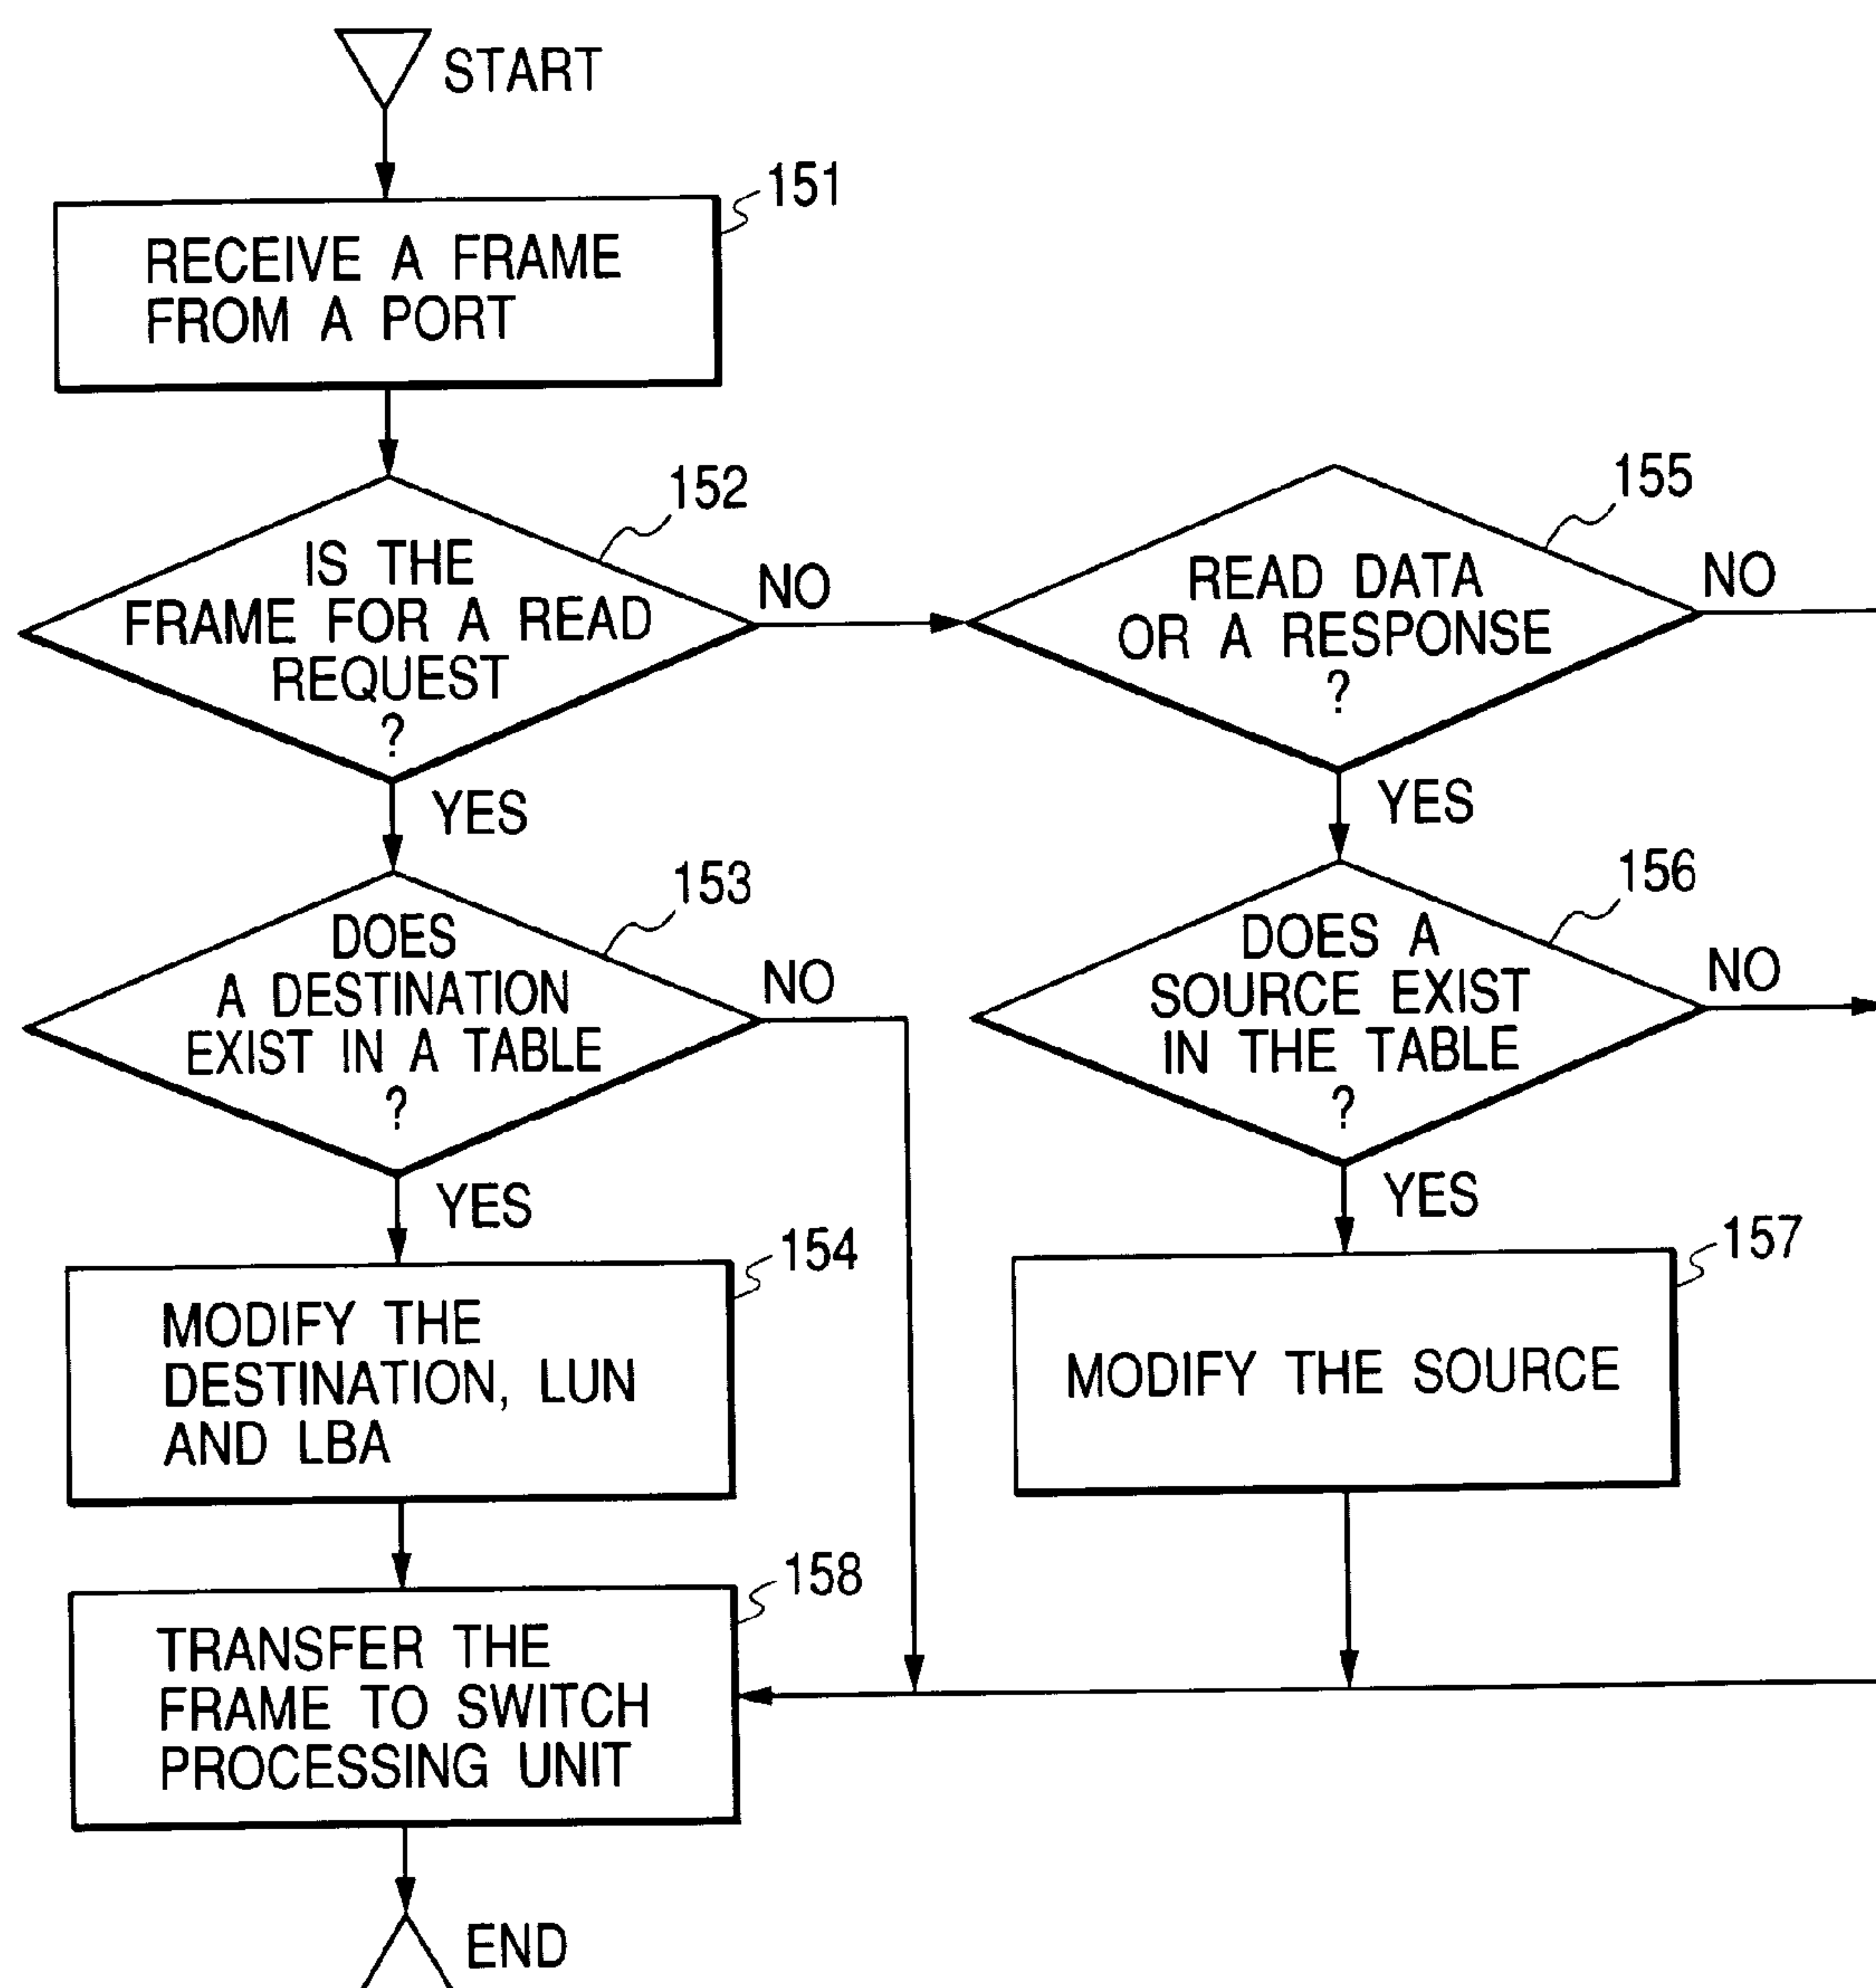 START
151
RECEIVE A FRAME
FROM A PORT
152
IS THE
FRAME FOR A READ
REQUEST
?
NO
YES
155
READ DATA
OR A RESPONSE
?
NO
YES
153
DOES
A DESTINATION
EXIST IN A TABLE
?
NO
YES
156
DOES A
SOURCE EXIST
IN THE TABLE
?
NO
YES
154
MODIFY THE
DESTINATION, LUN
AND LBA
157
MODIFY THE SOURCE
158
TRANSFER THE
FRAME TO SWITCH
PROCESSING UNIT
END